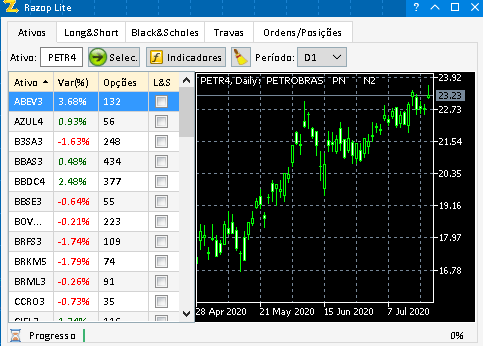 Razop Lite
Ativos Long&Short Black&Scholes Travas Ordens/Posições
Ativo: PETR4 Selec. Indicadores Período: D1
Ativo Var(%) Opções L&S
ABEV3 3.68% 132
AZUL4 0.93% 56
B3SA3 -1.63% 248
BBAS3 0.48% 434
BBDC4 2.48% 377
BBSE3 -0.64% 55
BOV... -0.21% 223
BRFS3 -1.74% 109
BRKM5 -1.79% 74
BRML3 -0.26% 91
CCRO3 -0.73% 35
CIEL3 1.34% 116
PETR4, Daily: PETROBRAS PN N2
23.92
23.23
22.73
21.54
20.35
19.16
17.97
16.78
28 Apr 2020 21 May 2020 15 Jun 2020 7 Jul 2020
Progresso 0%